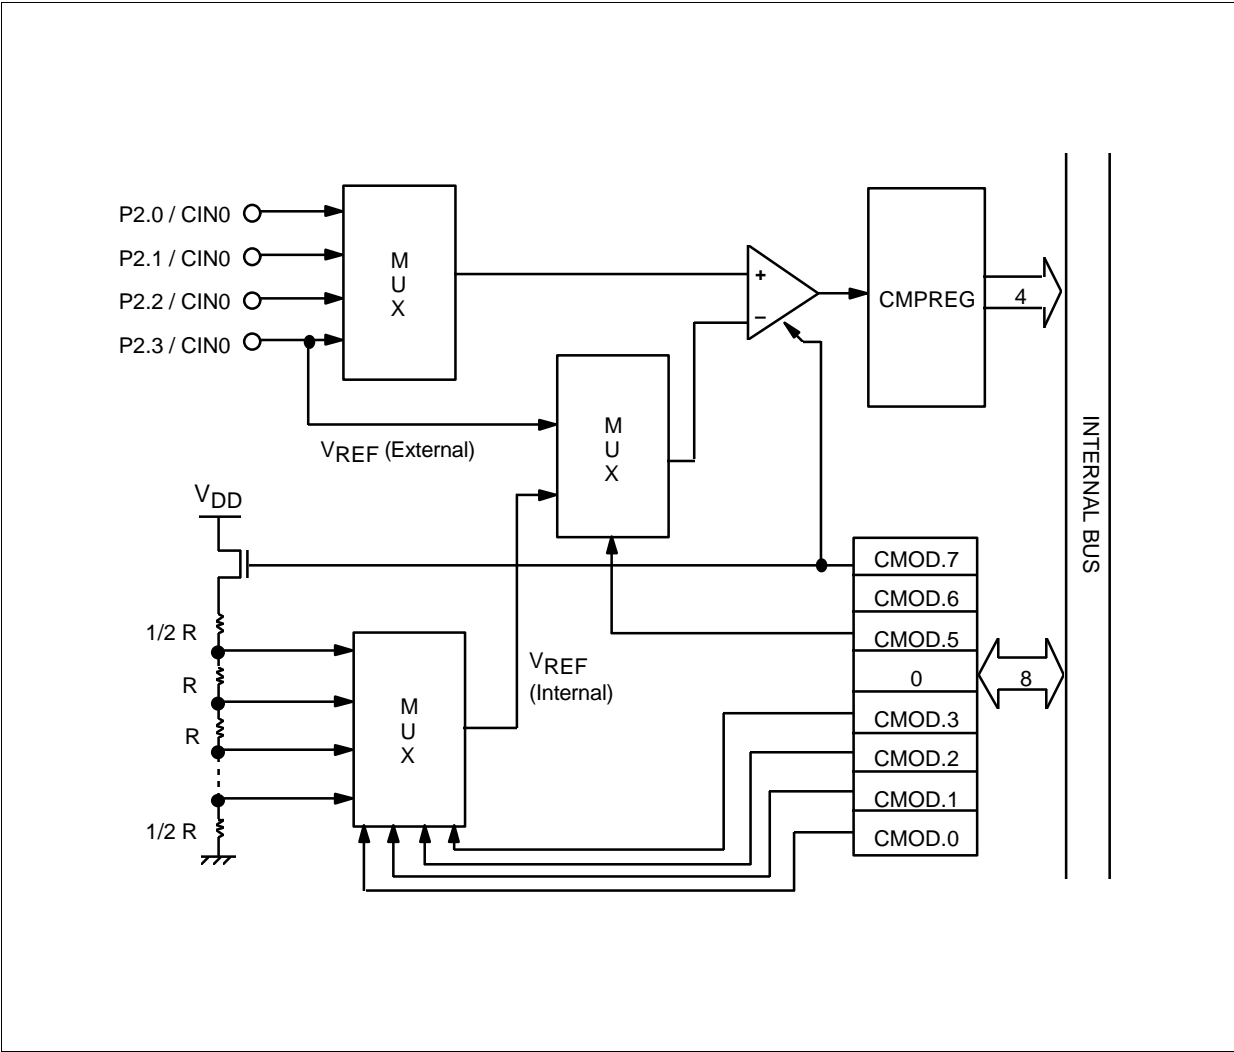 P2.0 / CIN0
P2.1 / CIN0
P2.2 / CIN0
P2.3 / CIN0
M
U
X
+
–
CMPREG
4
VREF (External)
M
U
X
VDD
1/2 R
R
R
1/2 R
M
U
X
VREF
(Internal)
CMOD.7
CMOD.6
CMOD.5
0
CMOD.3
CMOD.2
CMOD.1
CMOD.0
8
INTERNAL BUS